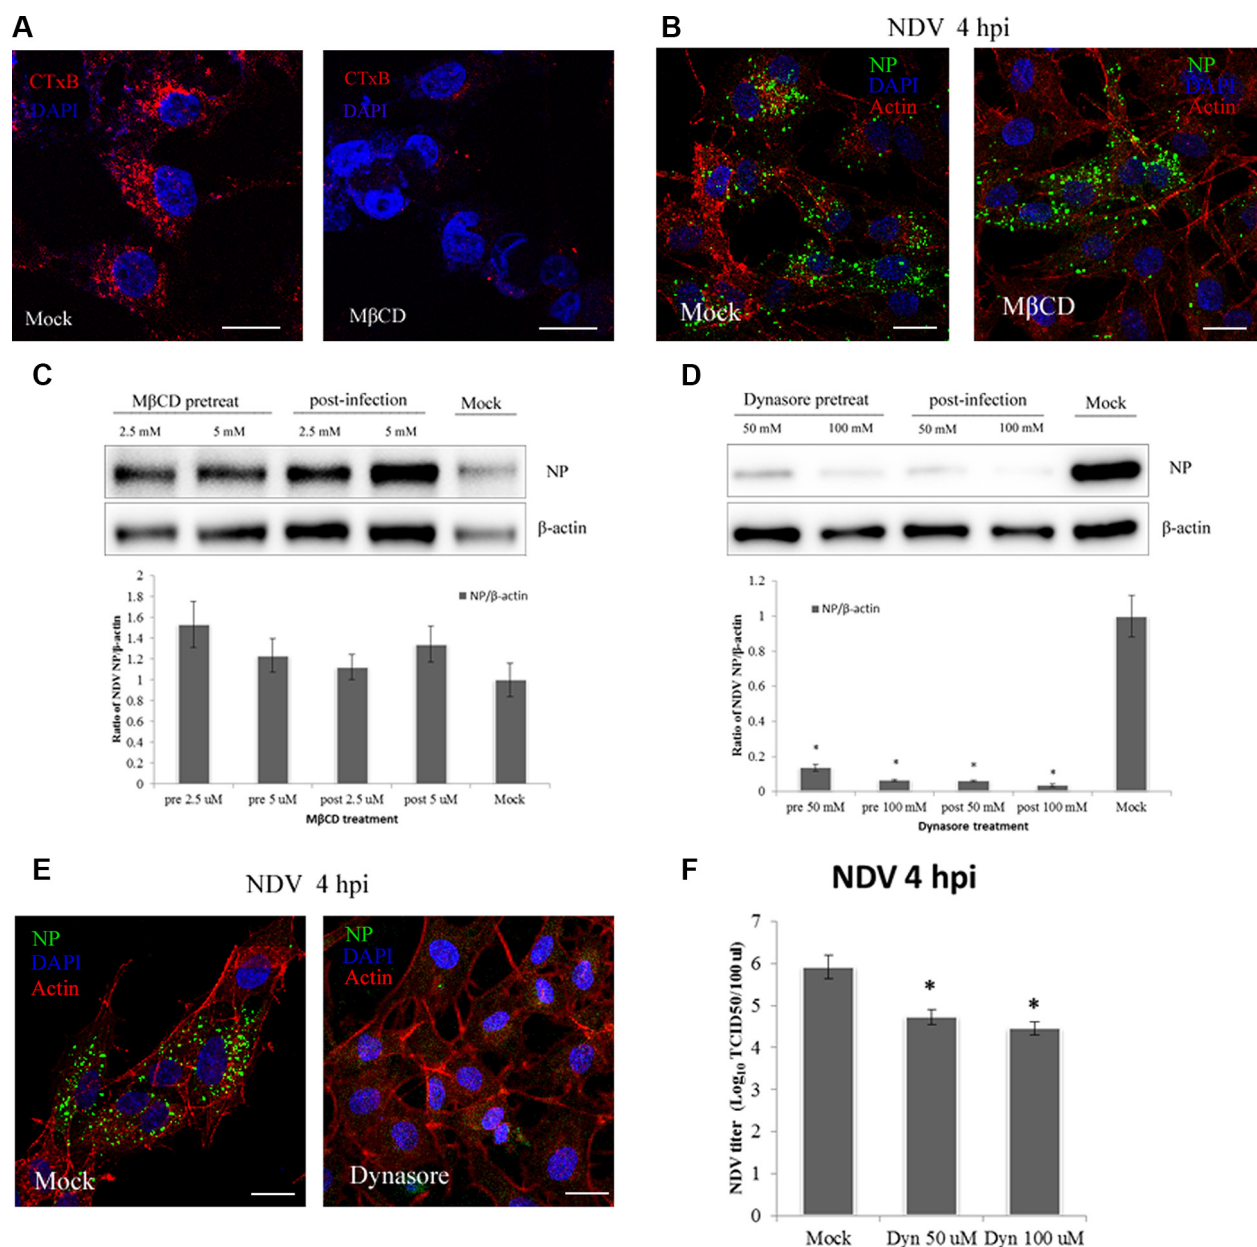 A
CTxB
DAPI
Mock
CTxB
DAPI
MβCD
B
NDV 4 hpi
NP
DAPI
Actin
Mock
NP
DAPI
Actin
MβCD
C
MβCD pretreat post-infection Mock
2.5 mM 5 mM 2.5 mM 5 mM
NP
β-actin
2
1.8
1.6
1.4
1.2
1
0.8
0.6
0.4
0.2
0
Ratio of NDV NP/β-actin
NP/β-actin
pre 2.5 uM pre 5 uM post 2.5 uM post 5 uM Mock
MβCD treatment
D
Dynasore pretreat post-infection Mock
50 mM 100 mM 50 mM 100 mM
NP
β-actin
1.2
1
0.8
0.6
0.4
0.2
0
Ratio of NDV NP/β-actin
NP/β-actin
* * * *
pre 50 mM pre 100 mM post 50 mM post 100 mM Mock
Dynasore treatment
E
NDV 4 hpi
NP
DAPI
Actin
Mock
NP
DAPI
Actin
Dynasore
F
NDV 4 hpi
7
6
5
4
3
2
1
0
NDV titer (Log₁₀ TCID50/100 ul)
* *
Mock Dyn 50 uM Dyn 100 uM